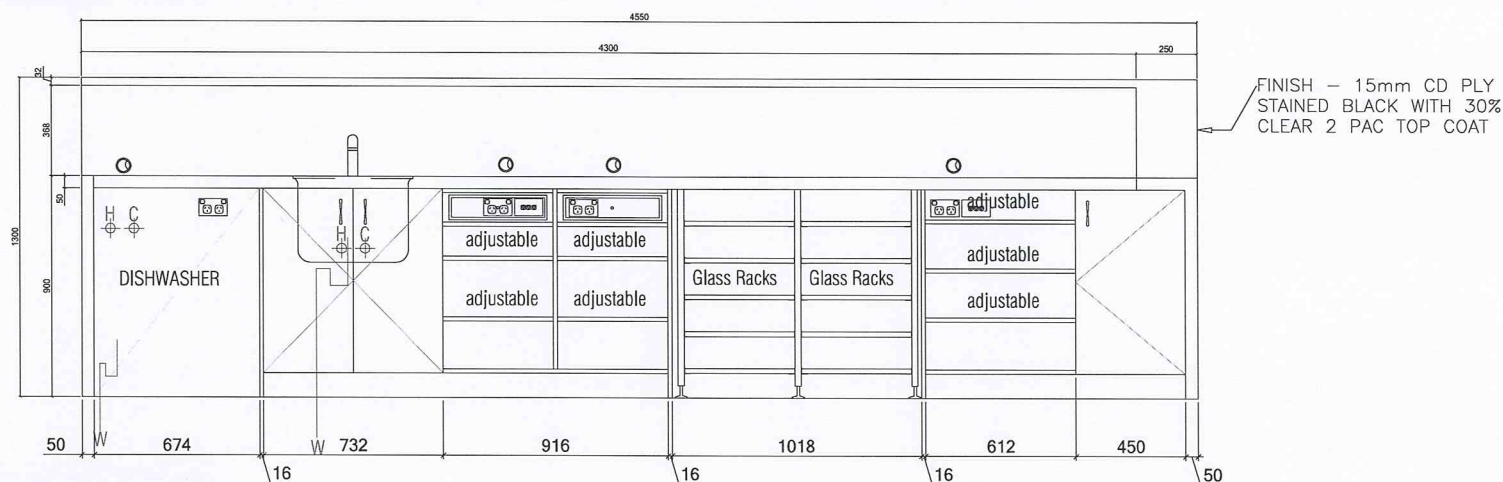 4550
4300
250
32
FINISH – 15mm CD PLY
STAINED BLACK WITH 30%
CLEAR 2 PAC TOP COAT
368
50
1300
900
H C
H C
DISHWASHER
adjustable
adjustable
adjustable
adjustable
adjustable
Glass Racks
Glass Racks
adjustable
adjustable
W
W
50
674
732
916
1018
612
450
16
16
16
50